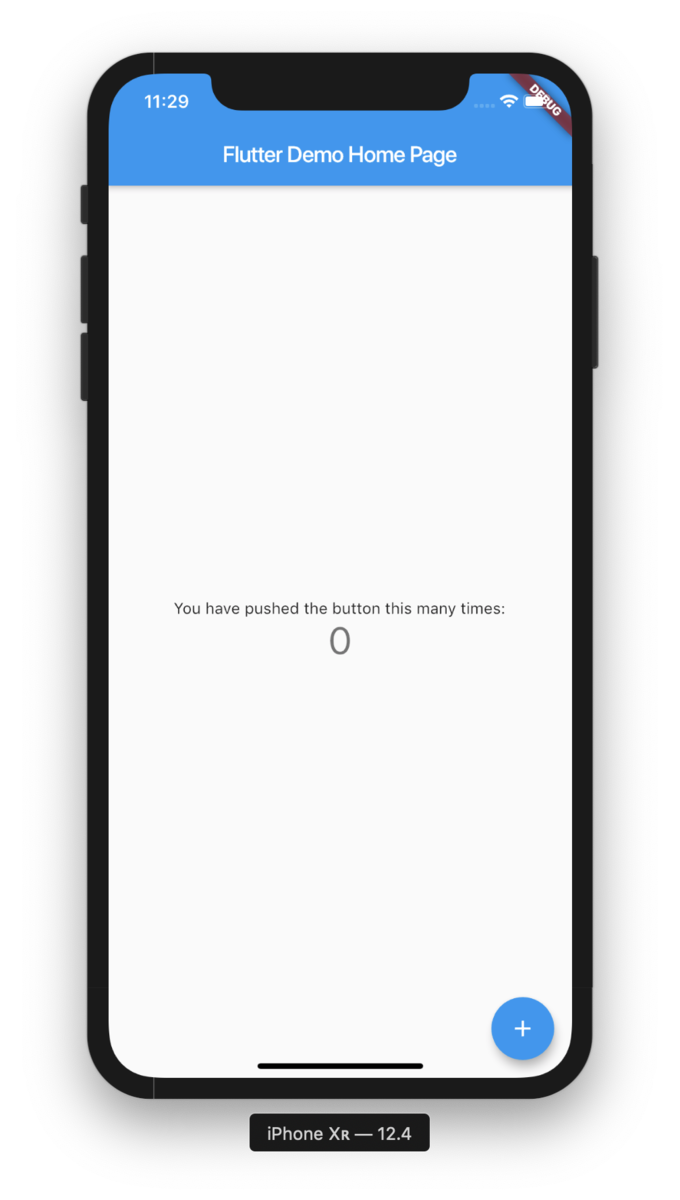 11:29
DEBUG
Flutter Demo Home Page
You have pushed the button this many times:
0
+
iPhone Xʀ — 12.4